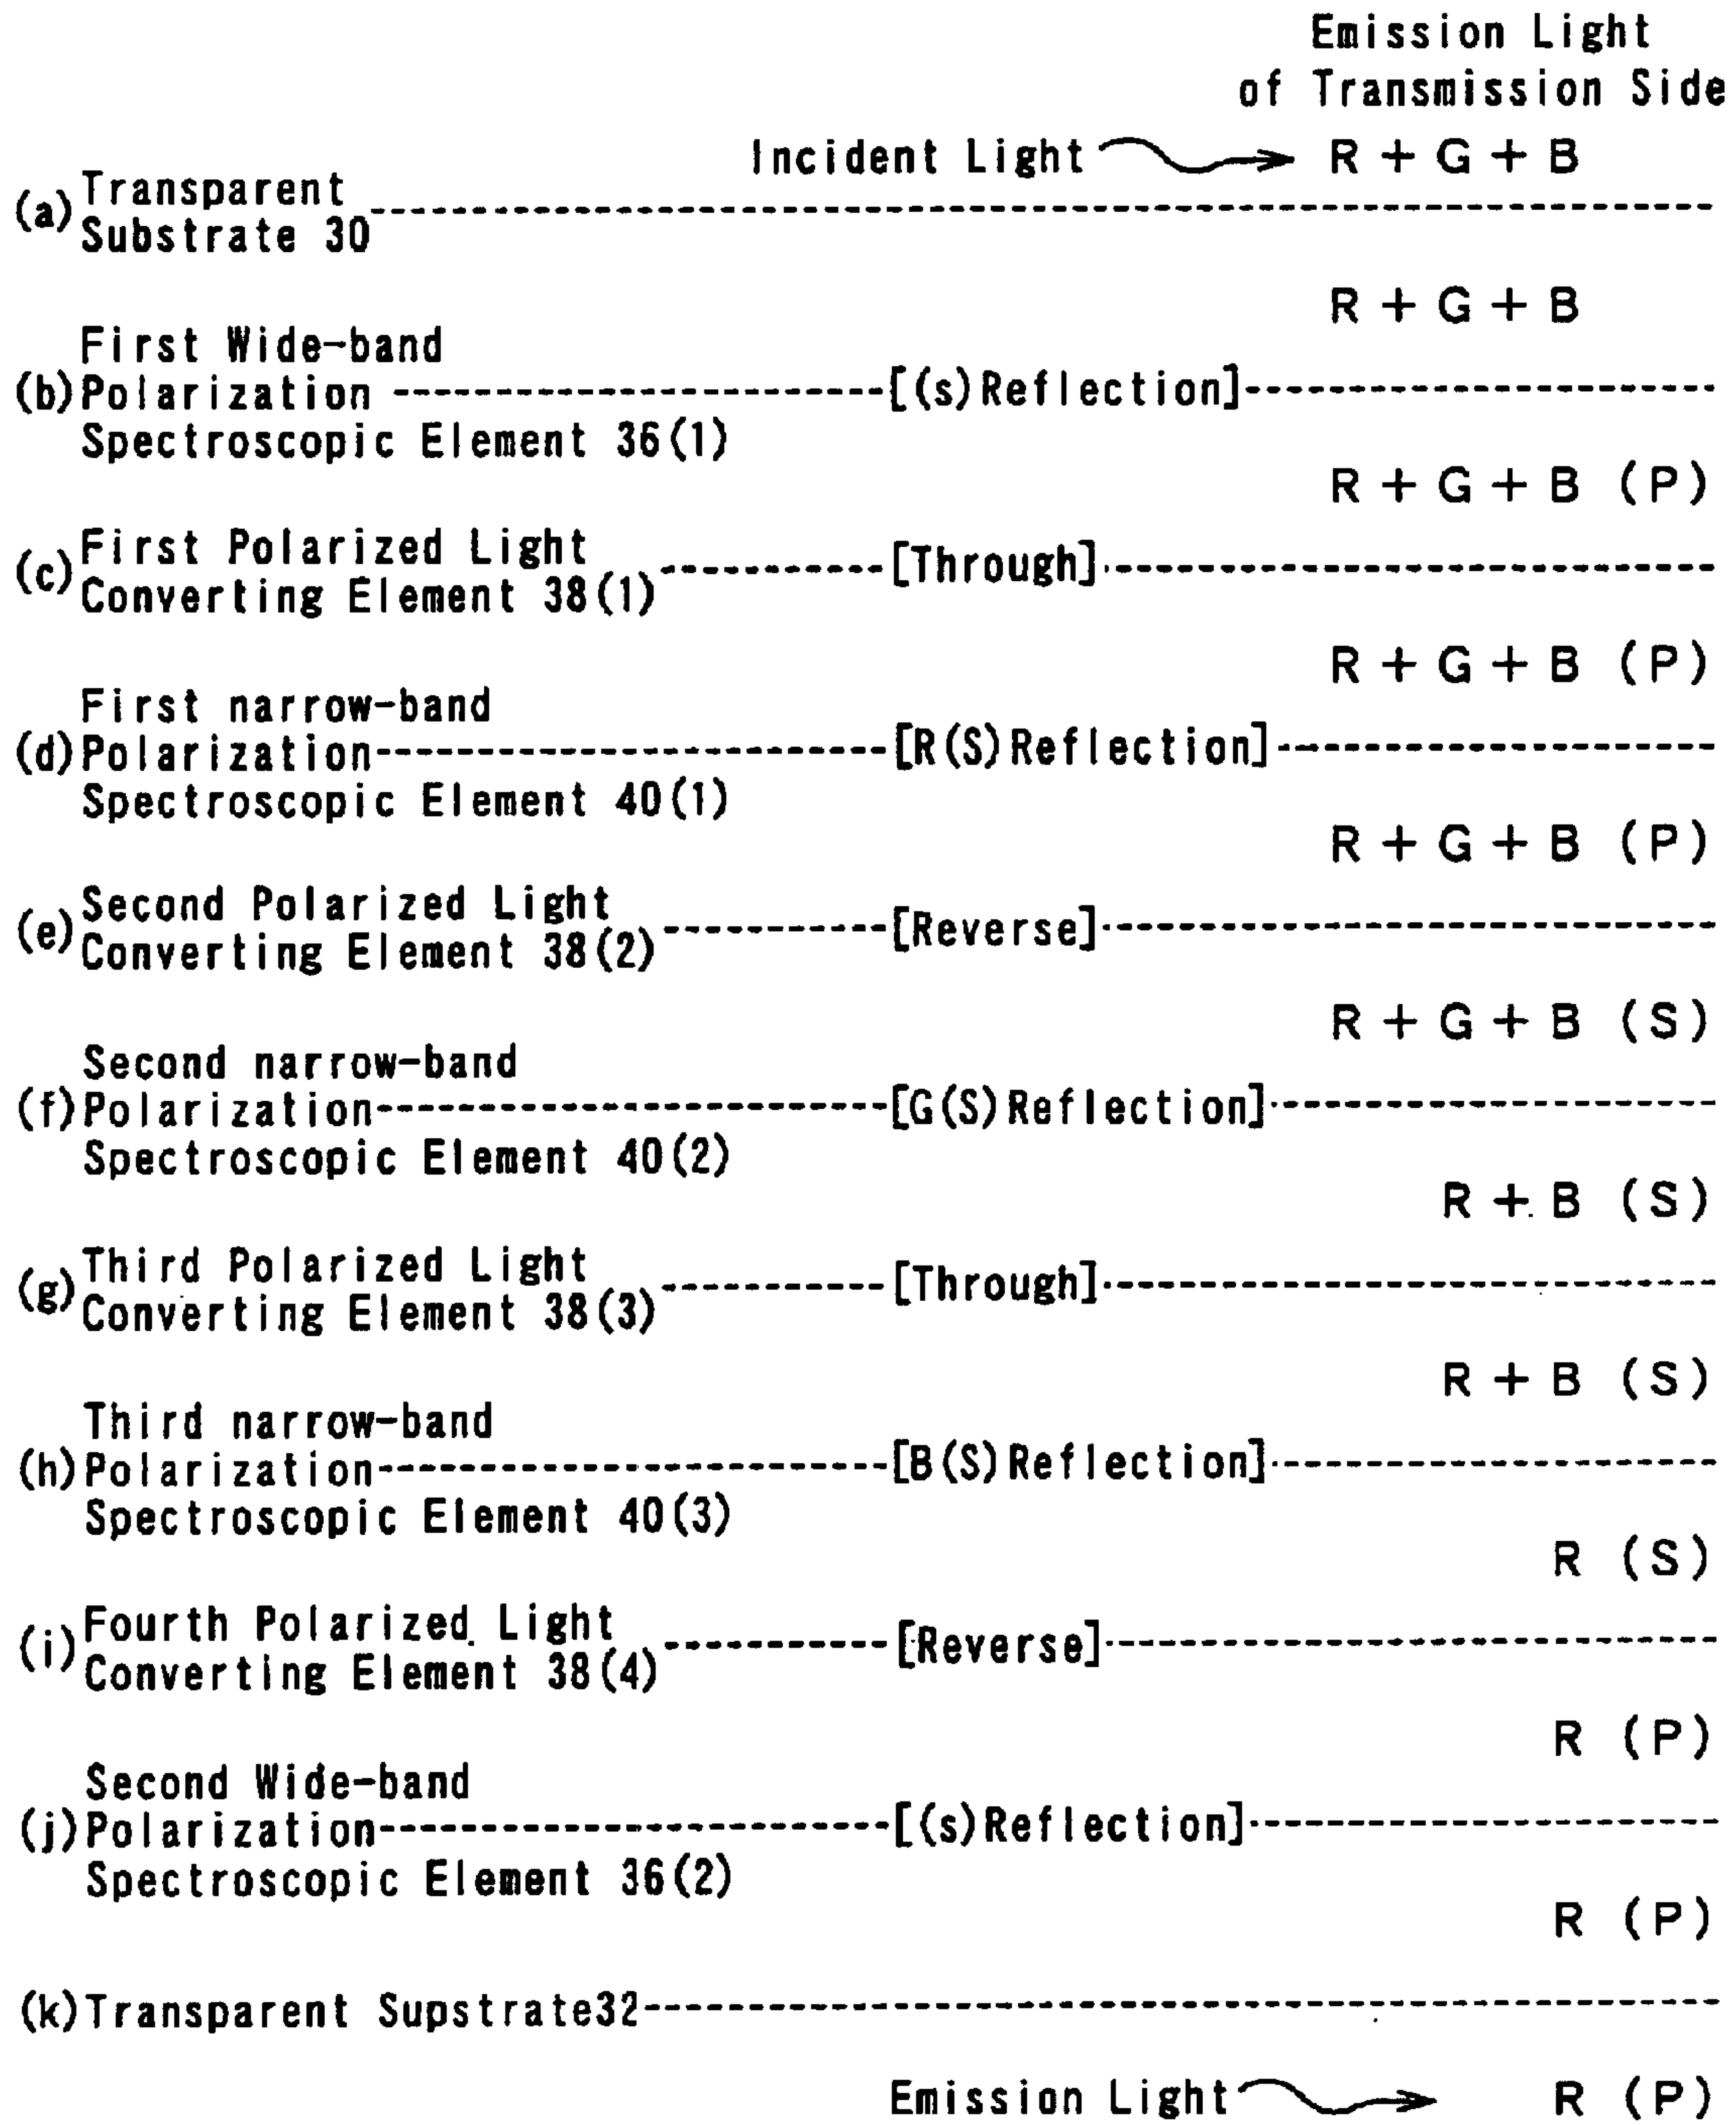 Emission Light
of Transmission Side
Incident Light R + G + B
(a) Transparent
Substrate 30
R + G + B
First Wide-band
(b) Polarization [(s)Reflection]
Spectroscopic Element 36(1)
R + G + B (P)
(c) First Polarized Light
Converting Element 38(1) [Through]
R + G + B (P)
First narrow-band
(d) Polarization [R(S)Reflection]
Spectroscopic Element 40(1)
R + G + B (P)
(e) Second Polarized Light
Converting Element 38(2) [Reverse]
R + G + B (S)
Second narrow-band
(f) Polarization [G(S)Reflection]
Spectroscopic Element 40(2)
R + B (S)
(g) Third Polarized Light
Converting Element 38(3) [Through]
R + B (S)
Third narrow-band
(h) Polarization [B(S)Reflection]
Spectroscopic Element 40(3)
R (S)
(i) Fourth Polarized Light
Converting Element 38(4) [Reverse]
R (P)
Second Wide-band
(j) Polarization [(s)Reflection]
Spectroscopic Element 36(2)
R (P)
(k) Transparent Supstrate32
Emission Light R (P)